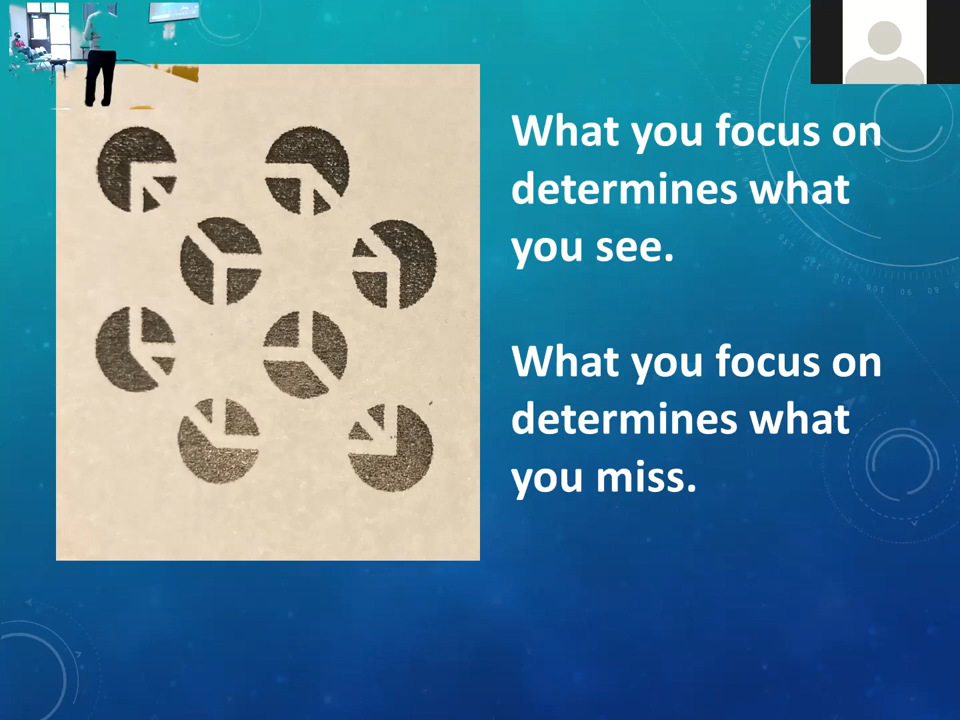 What you focus on
determines what
you see.
What you focus on
determines what
you miss.